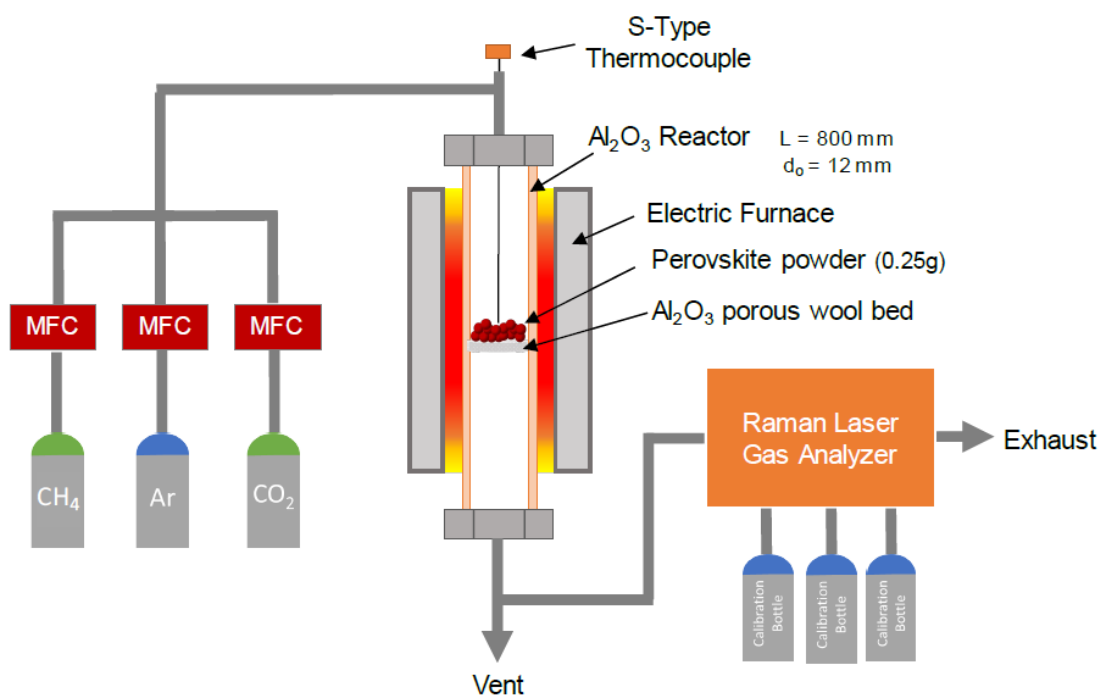 S-Type
Thermocouple
Al₂O₃ Reactor L = 800 mm
dₒ = 12 mm
Electric Furnace
Perovskite powder (0.25g)
Al₂O₃ porous wool bed
MFC
MFC
MFC
CH₄
Ar
CO₂
Raman Laser
Gas Analyzer
Exhaust
Calibration
Bottle
Calibration
Bottle
Calibration
Bottle
Vent